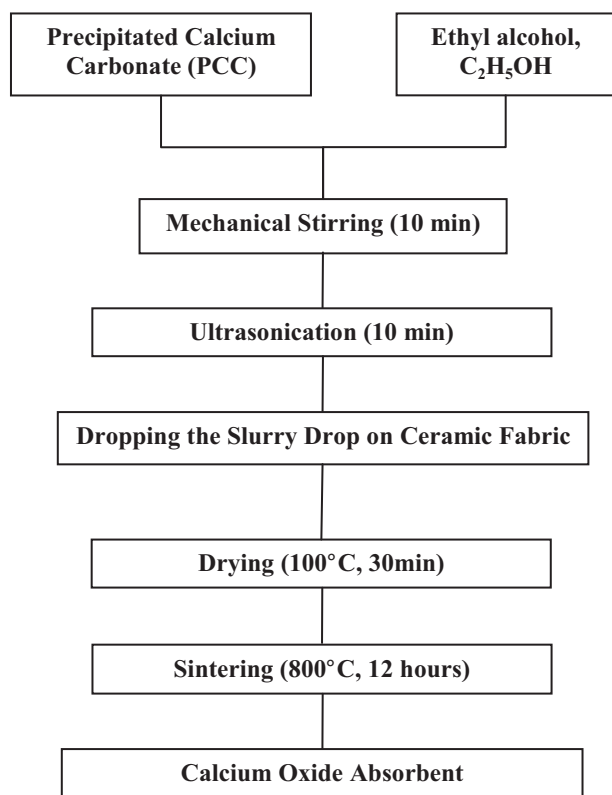 Precipitated Calcium
Carbonate (PCC)
Ethyl alcohol,
C₂H₅OH
Mechanical Stirring (10 min)
Ultrasonication (10 min)
Dropping the Slurry Drop on Ceramic Fabric
Drying (100°C, 30min)
Sintering (800°C, 12 hours)
Calcium Oxide Absorbent